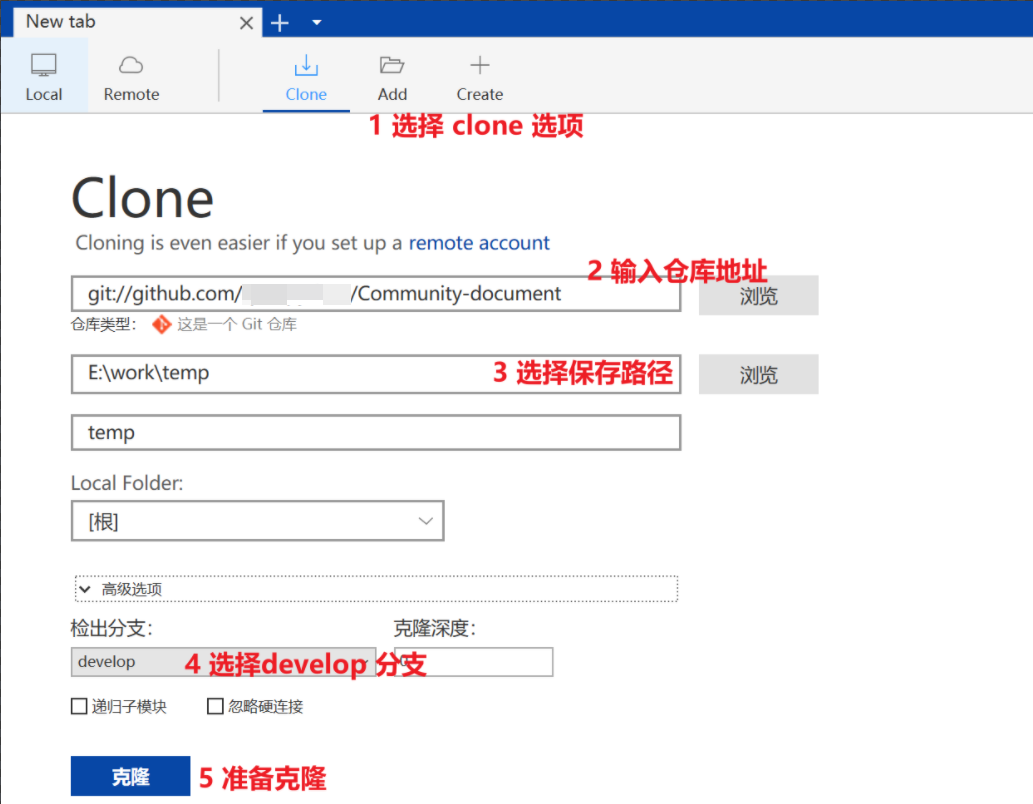 New tab
Local Remote Clone Add Create
1 选择 clone 选项
Clone
Cloning is even easier if you set up a remote account
2 输入仓库地址
git://github.com/ /Community-document
浏览
仓库类型： 这是一个 Git 仓库
E:\work\temp
3 选择保存路径
浏览
temp
Local Folder:
[根]
高级选项
检出分支： 克隆深度：
develop
4 选择develop 分支
递归子模块 忽略硬连接
克隆
5 准备克隆